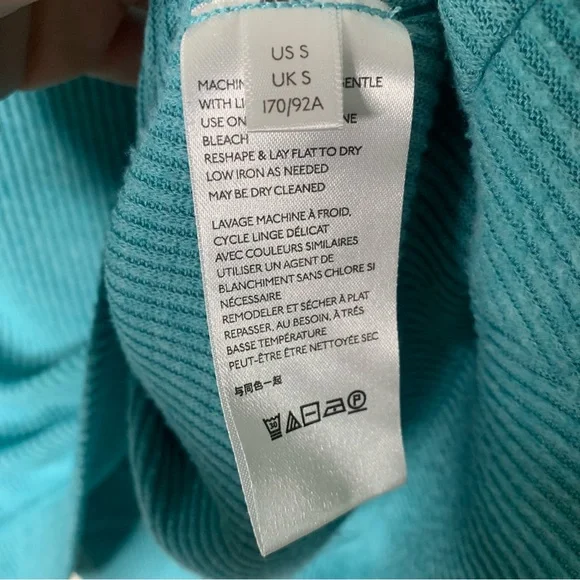 US S
UK S
170/92A
MACHIN ENTLE
WITH LI
USE ON NE
BLEACH
RESHAPE & LAY FLAT TO DRY
LOW IRON AS NEEDED
MAY BE DRY CLEANED
LAVAGE MACHINE À FROID,
CYCLE LINGE DÉLICAT
AVEC COULEURS SIMILAIRES
UTILISER UN AGENT DE
BLANCHIMENT SANS CHLORE SI
NÉCESSAIRE
REMODELER ET SÉCHER À PLAT
REPASSER, AU BESOIN, À TRÉS
BASSE TEMPÉRATURE
PEUT-ÊTRE ÊTRE NETTOYÉE SEC
与同色一起
30 P